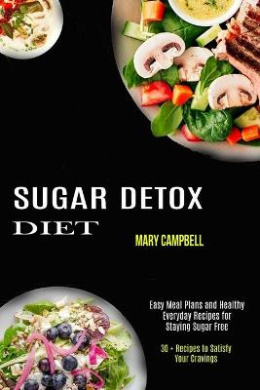 SUGAR DETOX
DIET
MARY CAMPBELL
Easy Meal Plans and Healthy
Everyday Recipes for
Staying Sugar Free
30 + Recipes to Satisfy
Your Cravings